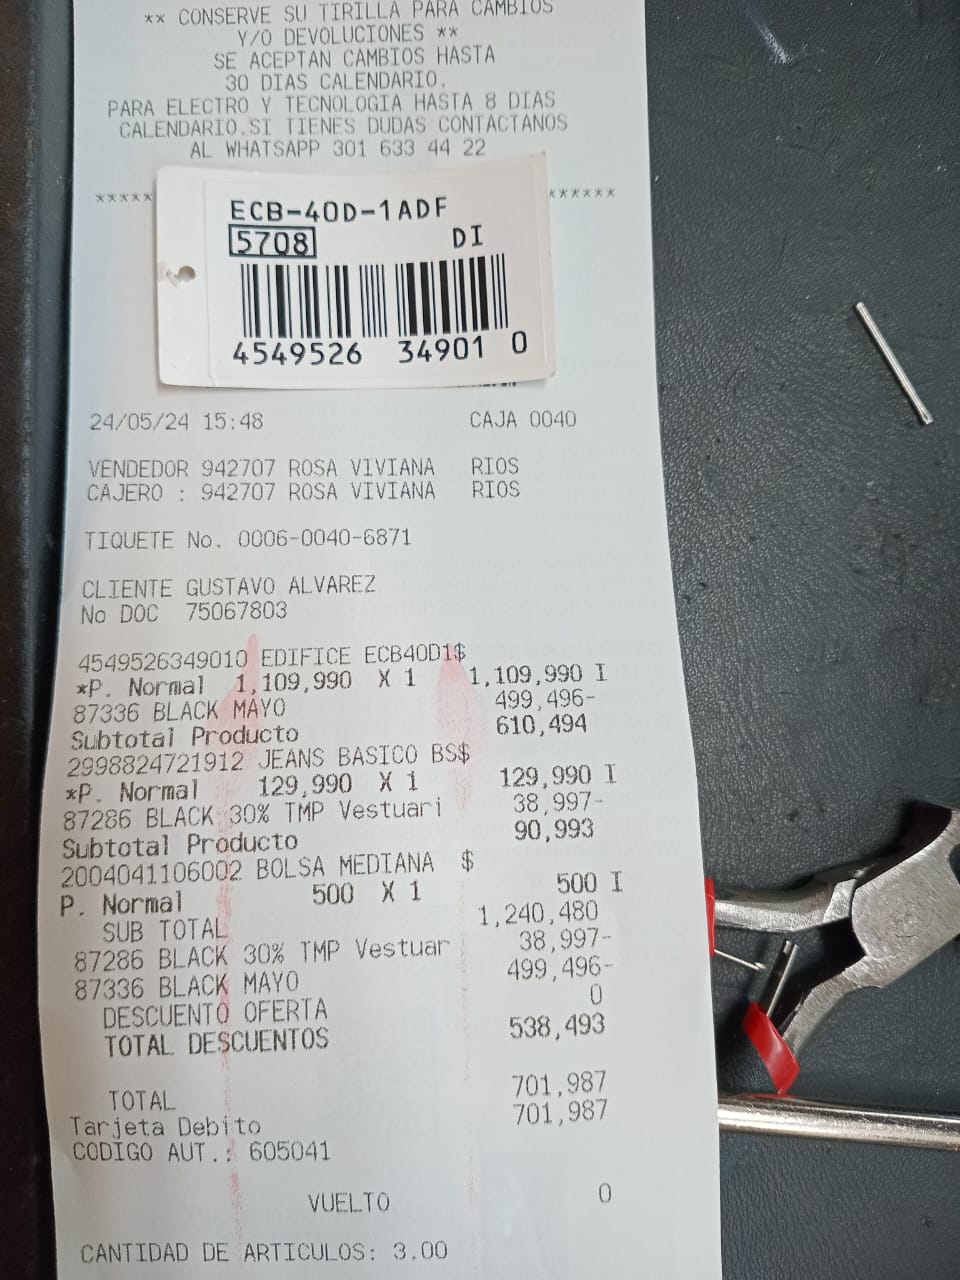 ** CONSERVE SU TIRILLA PARA CAMBIOS
Y/O DEVOLUCIONES **
SE ACEPTAN CAMBIOS HASTA
30 DIAS CALENDARIO.
PARA ELECTRO Y TECNOLOGIA HASTA 8 DIAS
CALENDARIO.SI TIENES DUDAS CONTACTANOS
AL WHATSAPP 301 633 44 22
***** ******
ECB-40D-1ADF
5708 DI
4549526 34901 0
24/05/24 15:48 CAJA 0040
VENDEDOR 942707 ROSA VIVIANA RIOS
CAJERO : 942707 ROSA VIVIANA RIOS
TIQUETE No. 0006-0040-6871
CLIENTE GUSTAVO ALVAREZ
No DOC 75067803
4549526349010 EDIFICE ECB40D1$
*P. Normal 1,109,990 X 1 1,109,990 I
87336 BLACK MAYO 499,496-
Subtotal Producto 610,494
2998824721912 JEANS BASICO BS$
*P. Normal 129,990 X 1 129,990 I
87286 BLACK 30% TMP Vestuari 38,997-
Subtotal Producto 90,993
2004041106002 BOLSA MEDIANA $
P. Normal 500 X 1 500 I
SUB TOTAL 1,240,480
87286 BLACK 30% TMP Vestuar 38,997-
87336 BLACK MAYO 499,496-
DESCUENTO OFERTA 0
TOTAL DESCUENTOS 538,493
TOTAL 701,987
Tarjeta Debito 701,987
CODIGO AUT.: 605041
VUELTO 0
CANTIDAD DE ARTICULOS: 3.00